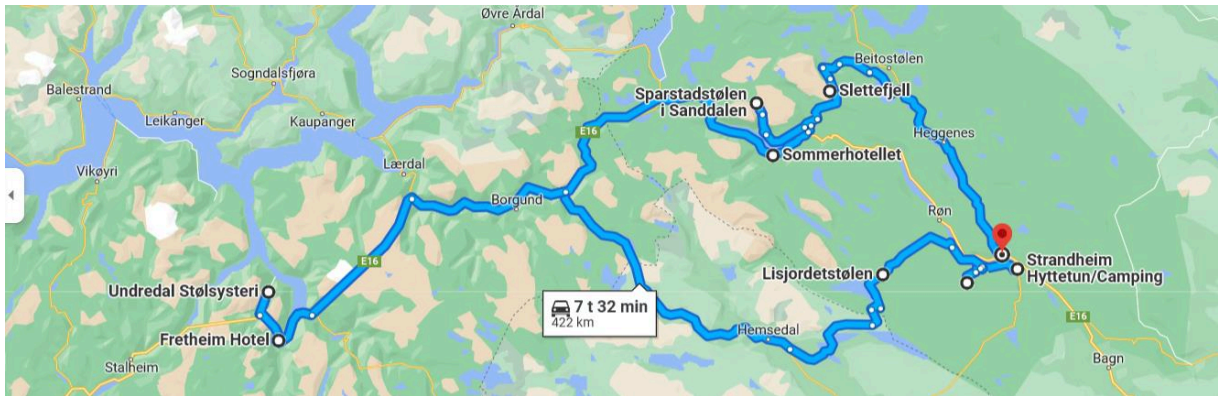 Øvre Årdal
Balestrand
Sogndalsfjøra
Leikanger
Kaupanger
Vikøyri
Lærdal
Borgund
E16
E16
Undredal Stølsysteri
Fretheim Hotel
Stalheim
Sparstadstølen
i Sanddalen
Beitostølen
Slettefjell
Heggenes
Sommerhotellet
Røn
Lisjordetstølen
Strandheim
Hyttetun/Camping
7 t 32 min
422 km
Hemsedal
E16
Bagn